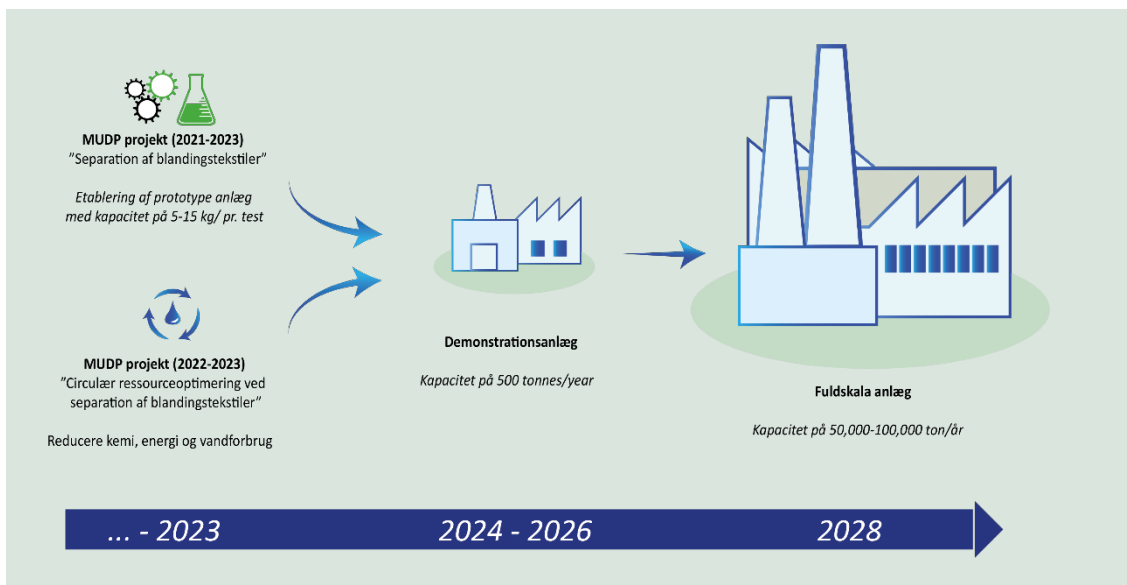 MUDP projekt (2021-2023)
”Separation af blandingstekstiler”
Etablering af prototype anlæg
med kapacitet på 5-15 kg/ pr. test
MUDP projekt (2022-2023)
”Circulær ressourceoptimering ved
separation af blandingstekstiler”
Reducere kemi, energi og vandforbrug
Demonstrationsanlæg
Kapacitet på 500 tonnes/year
Fuldskala anlæg
Kapacitet på 50,000-100,000 ton/år
... - 2023
2024 - 2026
2028